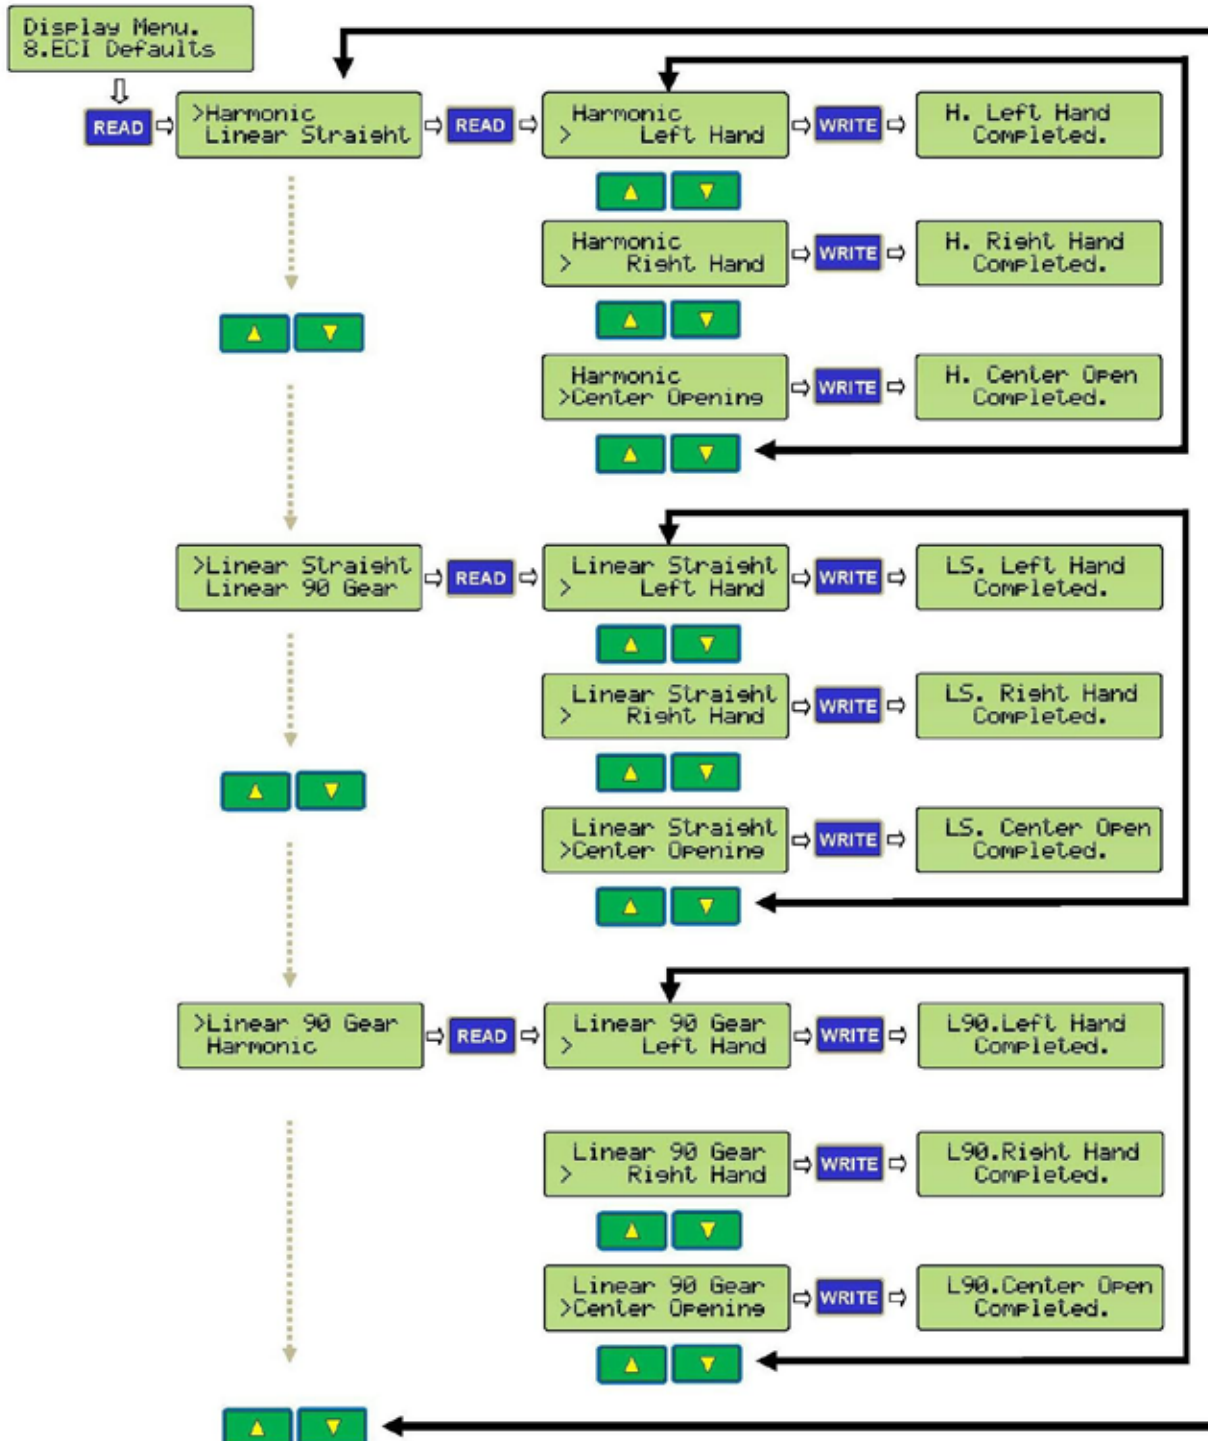 Display Menu.
8.ECI Defaults
READ
>Harmonic
Linear Straight
READ
Harmonic
> Left Hand
WRITE
H. Left Hand
Completed.
Harmonic
> Right Hand
WRITE
H. Right Hand
Completed.
Harmonic
>Center Opening
WRITE
H. Center Open
Completed.
>Linear Straight
Linear 90 Gear
READ
Linear Straight
> Left Hand
WRITE
LS. Left Hand
Completed.
Linear Straight
> Right Hand
WRITE
LS. Right Hand
Completed.
Linear Straight
>Center Opening
WRITE
LS. Center Open
Completed.
>Linear 90 Gear
Harmonic
READ
Linear 90 Gear
> Left Hand
WRITE
L90.Left Hand
Completed.
Linear 90 Gear
> Right Hand
WRITE
L90.Right Hand
Completed.
Linear 90 Gear
>Center Opening
WRITE
L90.Center Open
Completed.